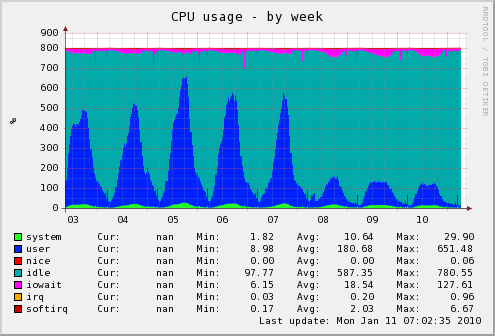 CPU usage - by week
RRDTOOL / TOBI OETIKER
900
800
700
600
500
400
300
200
100
0
%
03 04 05 06 07 08 09 10
system Cur: nan Min: 1.82 Avg: 10.64 Max: 29.90
user Cur: nan Min: 8.98 Avg: 180.68 Max: 651.48
nice Cur: nan Min: 0.00 Avg: 0.00 Max: 0.06
idle Cur: nan Min: 97.77 Avg: 587.35 Max: 780.55
iowait Cur: nan Min: 6.15 Avg: 18.54 Max: 127.61
irq Cur: nan Min: 0.03 Avg: 0.20 Max: 0.96
softirq Cur: nan Min: 0.17 Avg: 2.03 Max: 6.67
Last update: Mon Jan 11 07:02:35 2010